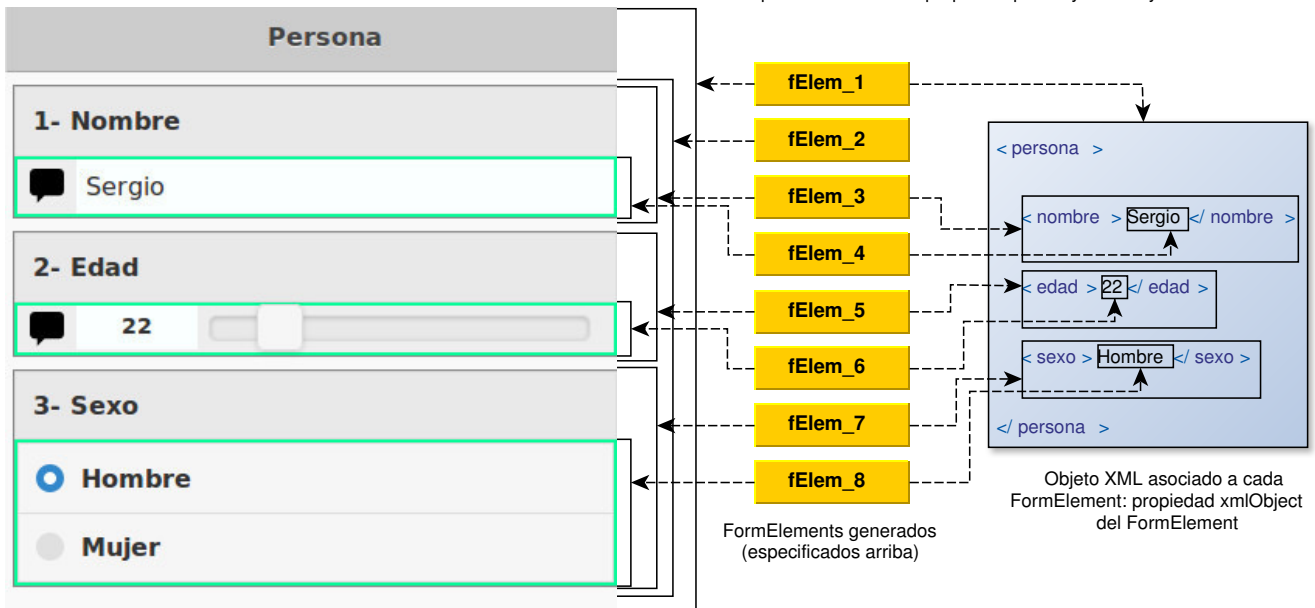 Persona
1- Nombre
Sergio
2- Edad
22
3- Sexo
Hombre
Mujer
fElem_1
fElem_2
fElem_3
fElem_4
fElem_5
fElem_6
fElem_7
fElem_8
FormElements generados
(especificados arriba)
< persona >
< nombre > Sergio </ nombre >
< edad > 22 </ edad >
< sexo > Hombre </ sexo >
</ persona >
Objeto XML asociado a cada
FormElement: propiedad xmlObject
del FormElement